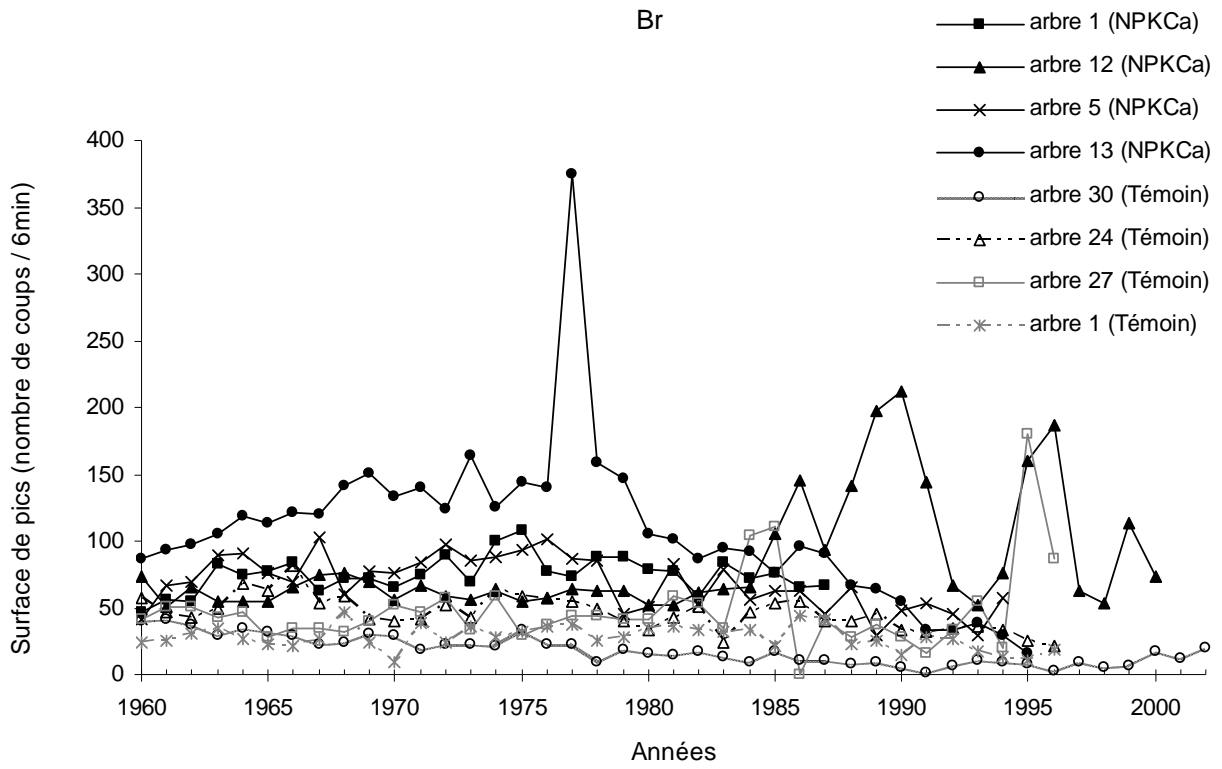 Br
arbre 1 (NPKCa)
arbre 12 (NPKCa)
arbre 5 (NPKCa)
arbre 13 (NPKCa)
arbre 30 (Témoin)
arbre 24 (Témoin)
arbre 27 (Témoin)
arbre 1 (Témoin)
Surface de pics (nombre de coups / 6min)
400
350
300
250
200
150
100
50
0
1960 1965 1970 1975 1980 1985 1990 1995 2000
Années